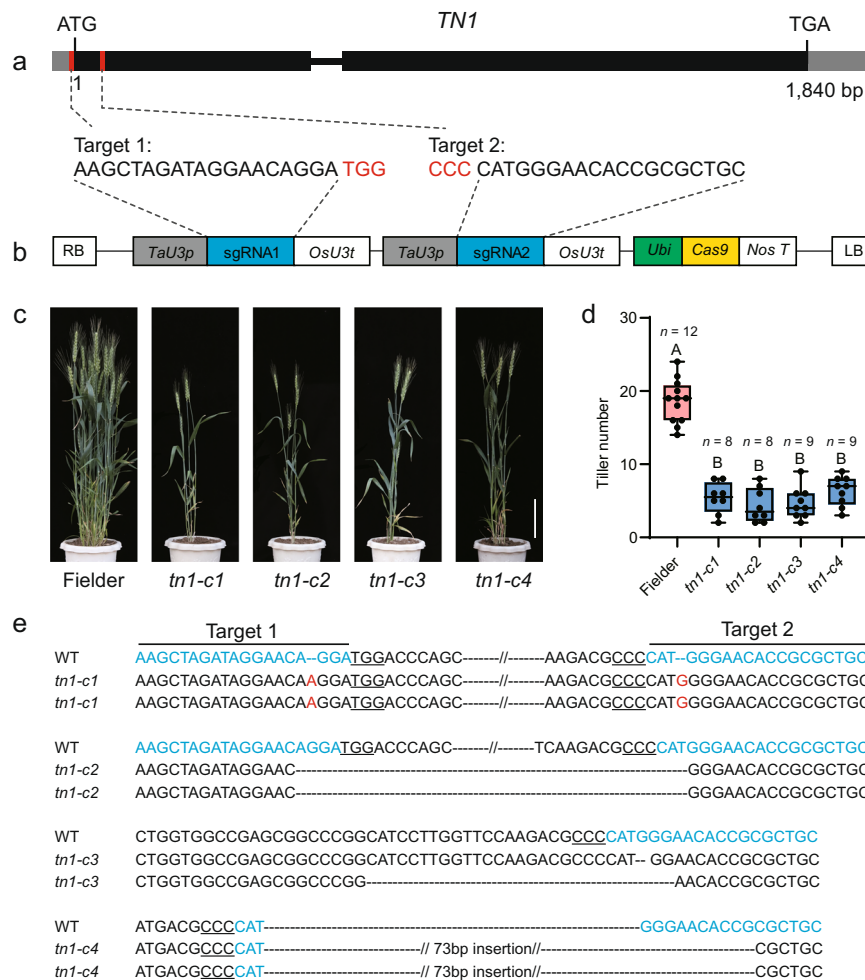 TN1
ATG TGA
a
1 1,840 bp
Target 1: Target 2:
AAGCTAGATAGGAACAGGA TGG CCC CATGGGAACACCGCGCTGC
b RB TaU3p sgRNA1 OsU3t TaU3p sgRNA2 OsU3t Ubi Cas9 Nos T LB
c
Fielder tn1-c1 tn1-c2 tn1-c3 tn1-c4
d
30
20
10
0
Tiller number
n = 12
A
n = 8 n = 8 n = 9 n = 9
B B B B
Fielder tn1-c1 tn1-c2 tn1-c3 tn1-c4
e
Target 1 Target 2
WT AAGCTAGATAGGAACA--GGATGGACCCAGC-------//-------AAGACGCCCCAT--GGGAACACCGCGCTGC
tn1-c1 AAGCTAGATAGGAACAAGGATGGACCCAGC-------//-------AAGACGCCCCATGGGGAACACCGCGCTGC
tn1-c1 AAGCTAGATAGGAACAAGGATGGACCCAGC-------//-------AAGACGCCCCATGGGGAACACCGCGCTGC
WT AAGCTAGATAGGAACAGGATGGACCCAGC-------//-------TCAAGACGCCCCATGGGAACACCGCGCTGC
tn1-c2 AAGCTAGATAGGAAC------------------------------------------------GGGAACACCGCGCTGC
tn1-c2 AAGCTAGATAGGAAC------------------------------------------------GGGAACACCGCGCTGC
WT CTGGTGGCCGAGCGGCCCGGCATCCTTGGTTCCAAGACGCCCCATGGGAACACCGCGCTGC
tn1-c3 CTGGTGGCCGAGCGGCCCGGCATCCTTGGTTCCAAGACGCCCCAT-- GGAACACCGCGCTGC
tn1-c3 CTGGTGGCCGAGCGGCCCGG--------------------------------------AACACCGCGCTGC
WT ATGACGCCCCAT----------------------------------------------GGGAACACCGCGCTGC
tn1-c4 ATGACGCCCCAT-------------------// 73bp insertion//--------------------------CGCTGC
tn1-c4 ATGACGCCCCAT-------------------// 73bp insertion//--------------------------CGCTGC